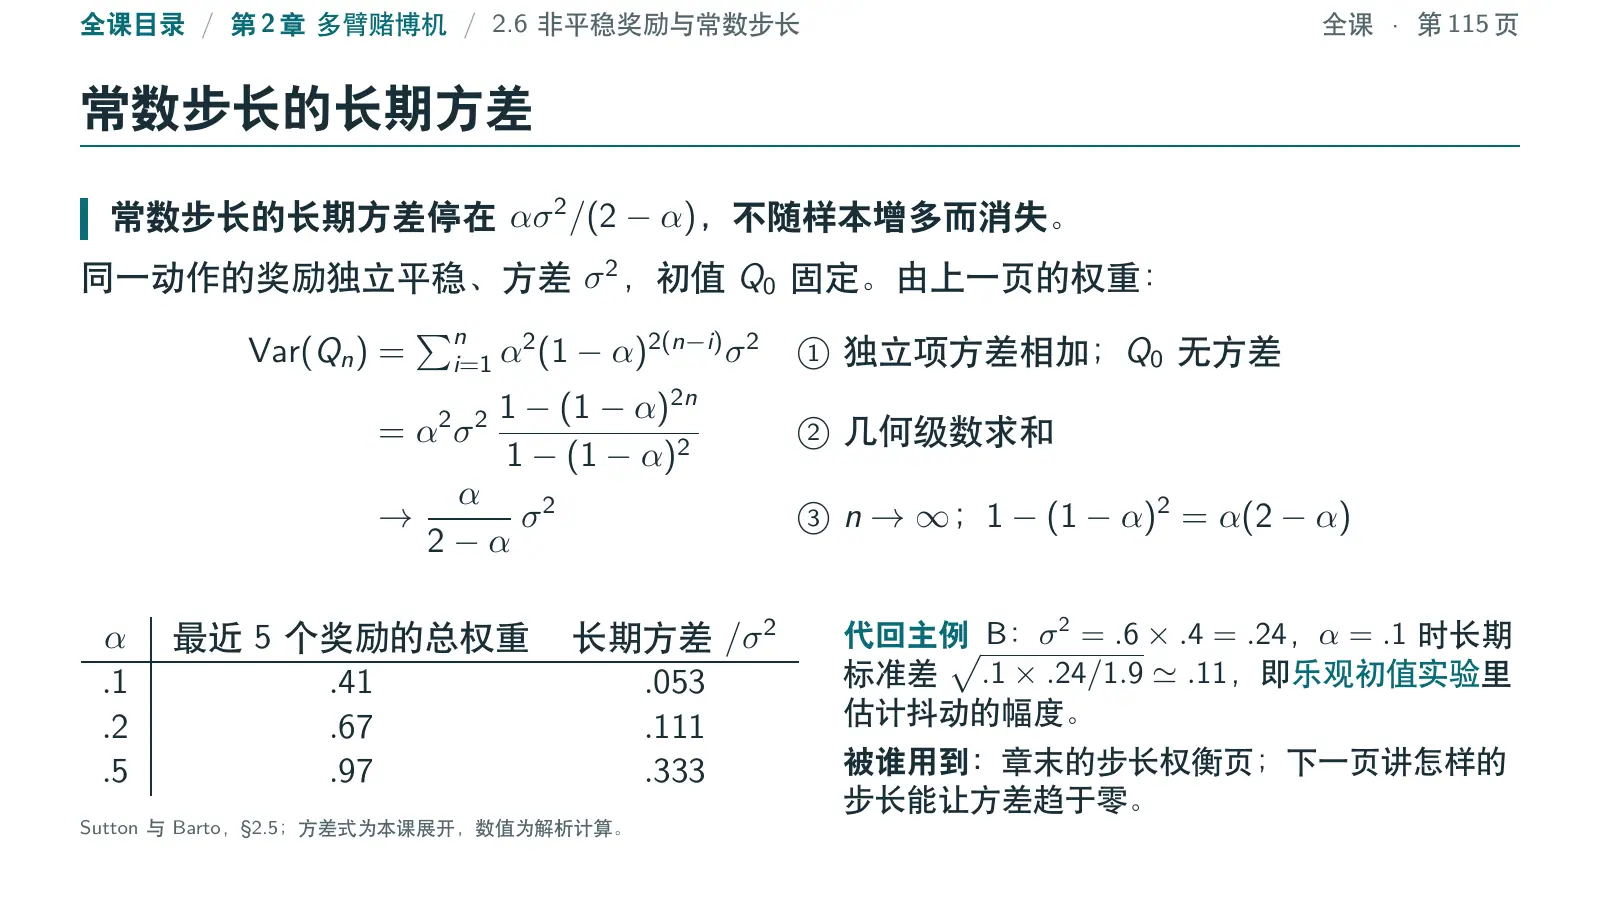 全课目录 / 第 2 章 多臂赌博机 / 2.6 非平稳奖励与常数步长
全课 · 第 115 页
常数步长的长期方差
常数步长的长期方差停在 ασ²/(2 − α)，不随样本增多而消失。
同一动作的奖励独立平稳、方差 σ²，初值 Q₀ 固定。由上一页的权重：
Var(Qₙ) = ∑ⁿᵢ₌₁ α²(1 − α)²⁽ⁿ⁻ⁱ⁾σ² ① 独立项方差相加；Q₀ 无方差
= α²σ² (1 − (1 − α)²ⁿ)/(1 − (1 − α)²) ② 几何级数求和
→ α/(2 − α) σ² ③ n → ∞；1 − (1 − α)² = α(2 − α)
α 最近 5 个奖励的总权重 长期方差 /σ²
.1 .41 .053
.2 .67 .111
.5 .97 .333
Sutton 与 Barto，§2.5；方差式为本课展开，数值为解析计算。
代回主例 B：σ² = .6 × .4 = .24，α = .1 时长期
标准差 √(.1 × .24/1.9) ≃ .11，即乐观初值实验里
估计抖动的幅度。
被谁用到：章末的步长权衡页；下一页讲怎样的
步长能让方差趋于零。